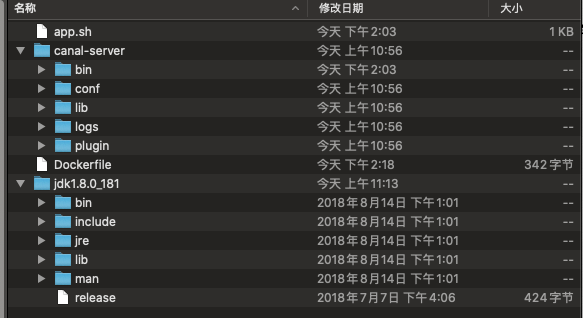 名称 修改日期 大小
app.sh 今天 下午2:03 1 KB
canal-server 今天 上午10:56 --
bin 今天 下午2:03 --
conf 今天 上午10:56 --
lib 今天 上午10:56 --
logs 今天 上午10:56 --
plugin 今天 上午10:56 --
Dockerfile 今天 下午2:18 342 字节
jdk1.8.0_181 今天 上午11:13 --
bin 2018年8月14日 下午1:01 --
include 2018年8月14日 下午1:01 --
jre 2018年8月14日 下午1:01 --
lib 2018年8月14日 下午1:01 --
man 2018年8月14日 下午1:01 --
release 2018年7月7日 下午4:06 424 字节